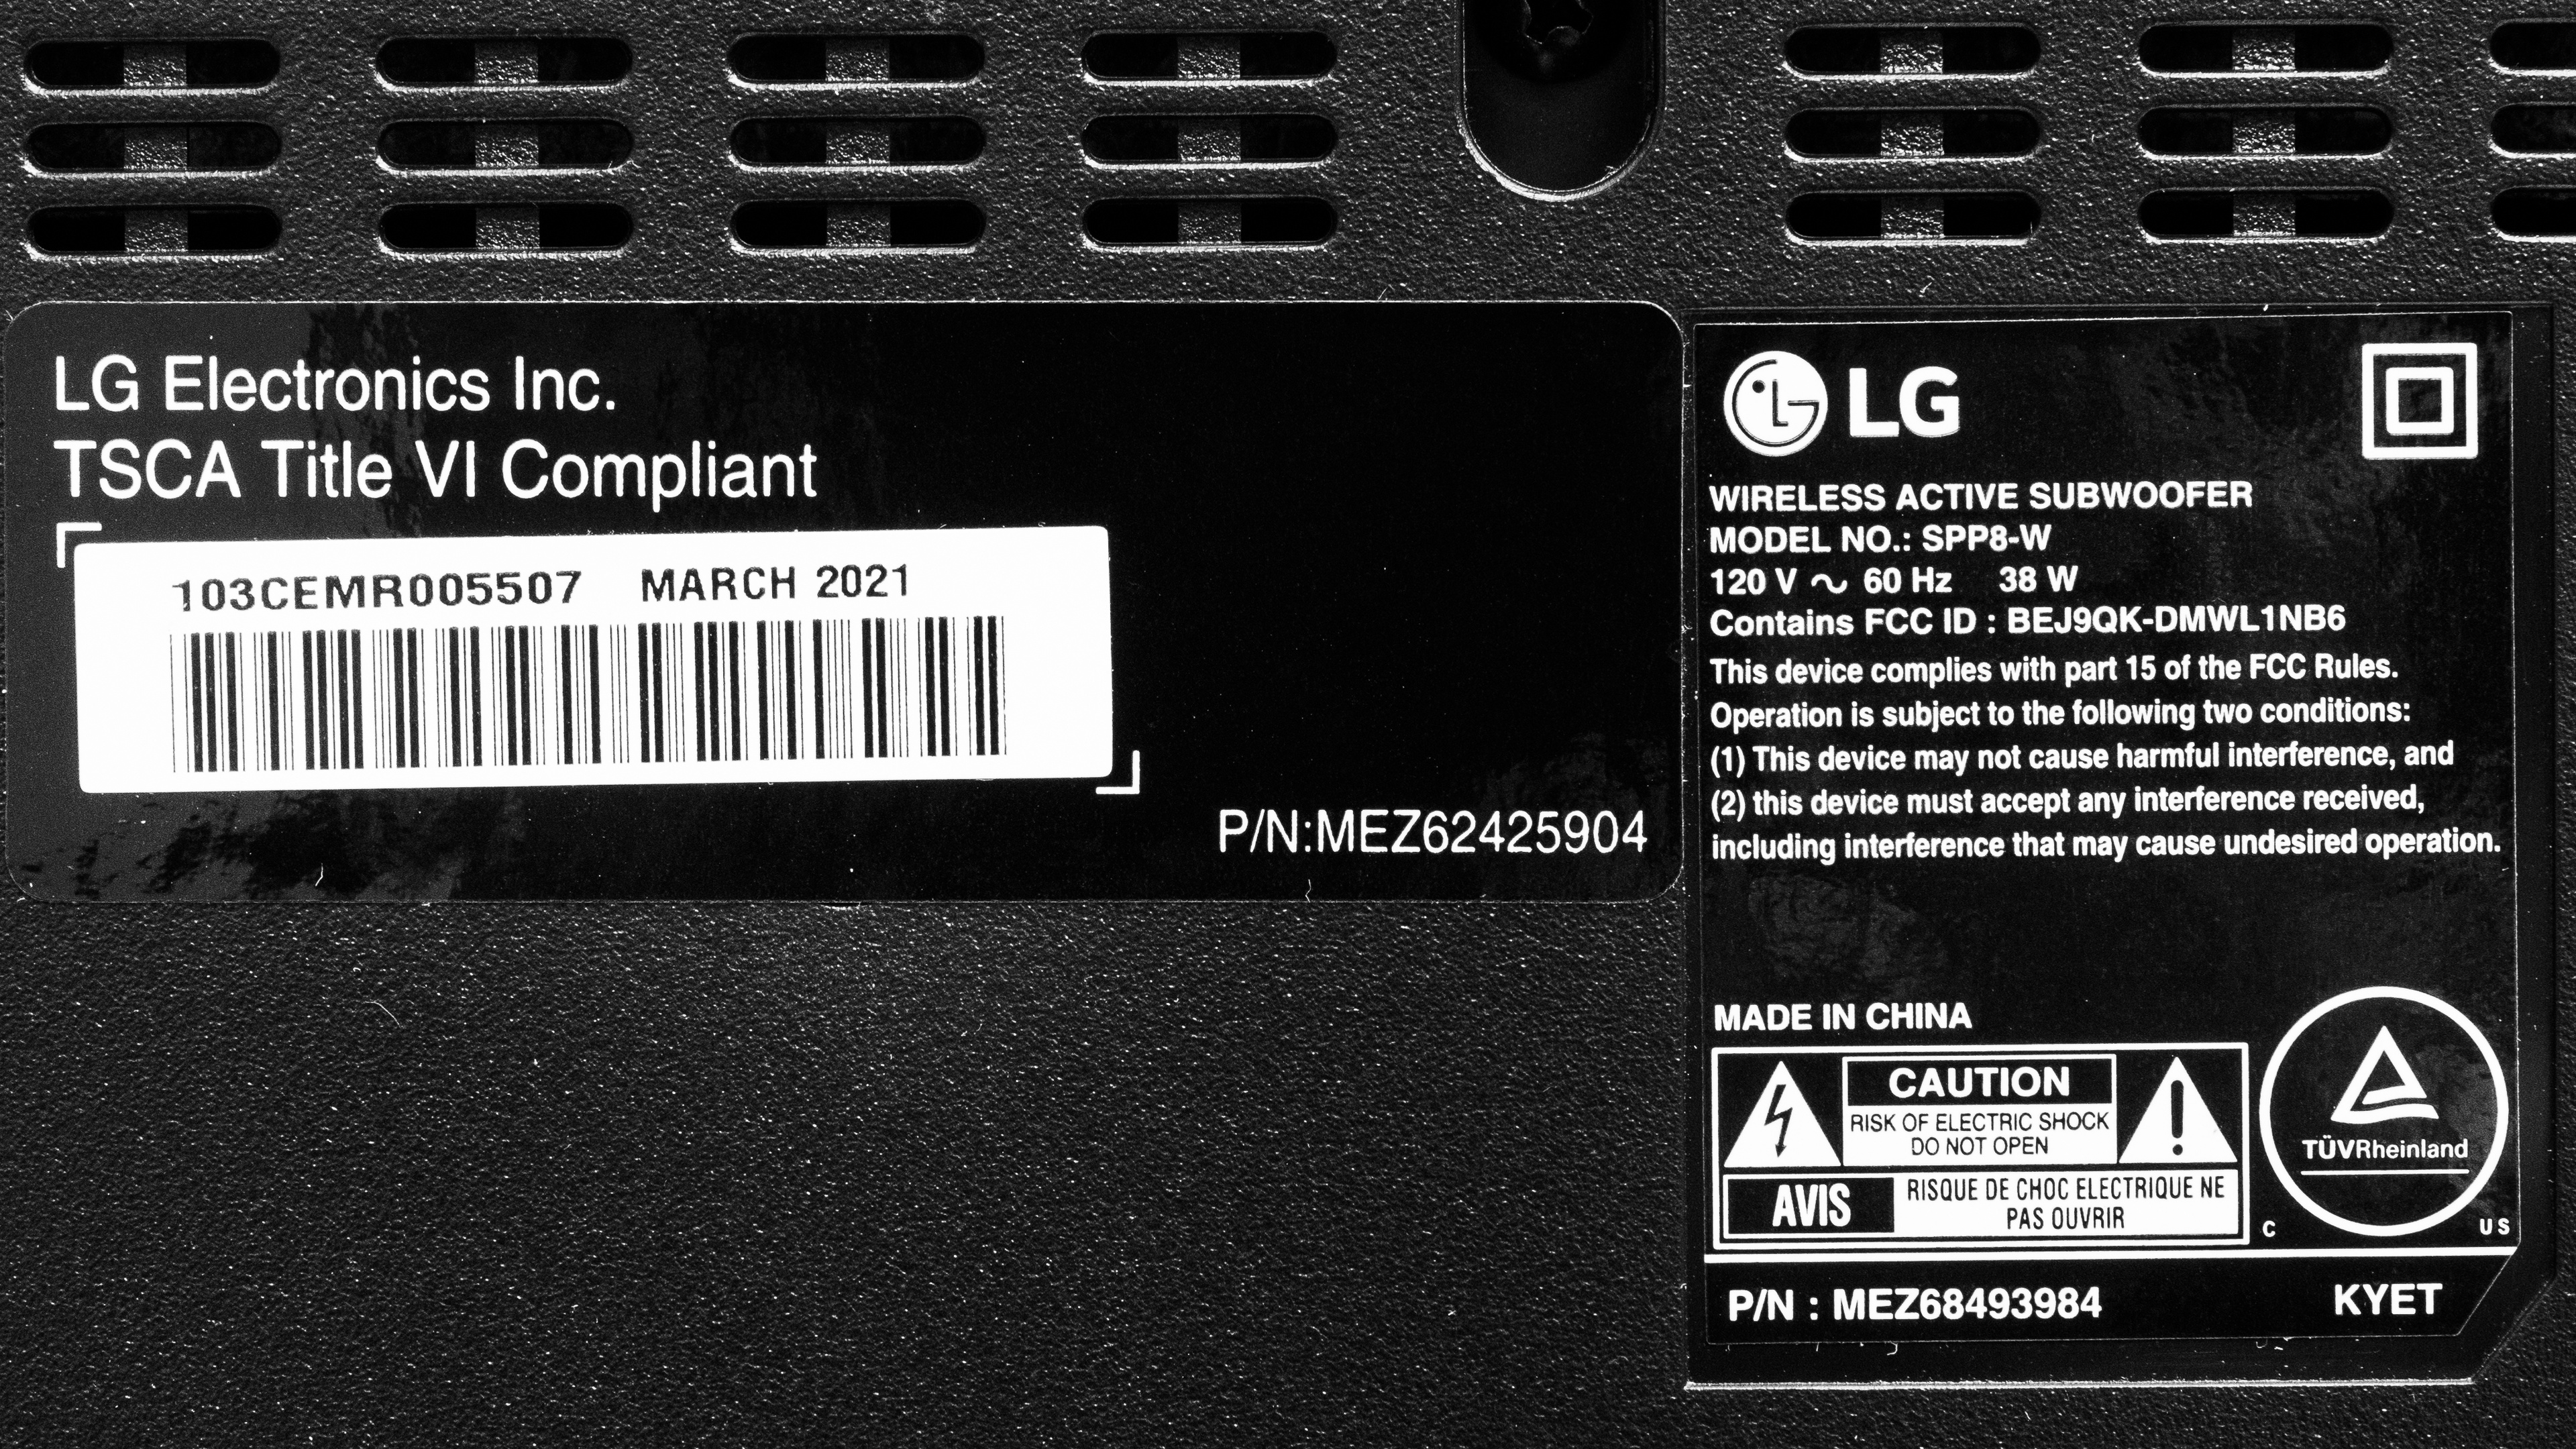 LG Electronics Inc.
TSCA Title VI Compliant
103CEMR005507 MARCH 2021
P/N:MEZ62425904
LG
WIRELESS ACTIVE SUBWOOFER
MODEL NO.: SPP8-W
120 V ~ 60 Hz 38 W
Contains FCC ID : BEJ9QK-DMWL1NB6
This device complies with part 15 of the FCC Rules.
Operation is subject to the following two conditions:
(1) This device may not cause harmful interference, and
(2) this device must accept any interference received,
including interference that may cause undesired operation.
MADE IN CHINA
CAUTION
RISK OF ELECTRIC SHOCK
DO NOT OPEN
AVIS
RISQUE DE CHOC ELECTRIQUE NE
PAS OUVRIR
TÜVRheinland
C US
P/N : MEZ68493984 KYET